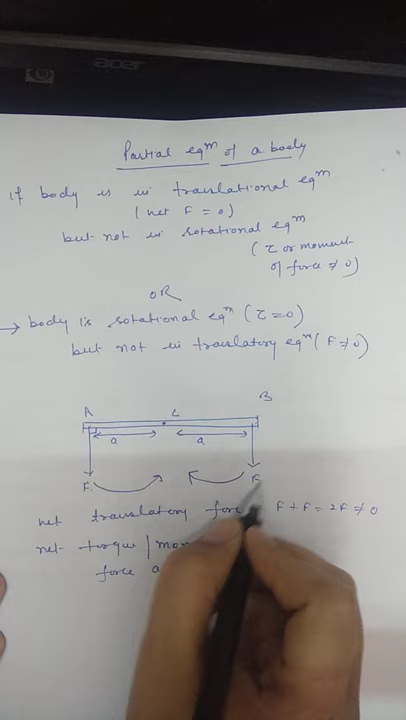 acer
hp
Partial eqm of a body
if body is in translational eqm
( net F = 0 )
but not in rotational eqm
( τ or moment
of force ≠ 0 )
OR
→ body is rotational eqm ( τ = 0 )
but not in translatory eqm ( F ≠ 0 )
A C B
a a
F F
net translatory force F + F = 2F ≠ 0
net torque |
force